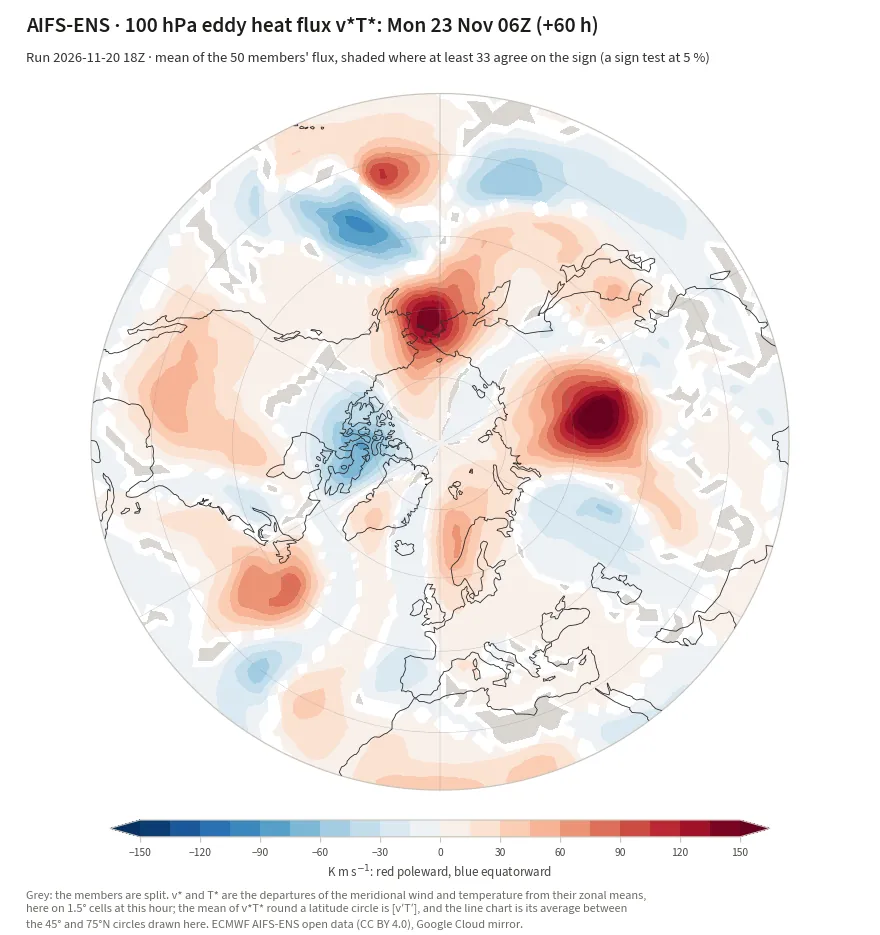 AIFS-ENS · 100 hPa eddy heat flux v*T*: Mon 23 Nov 06Z (+60 h)
Run 2026-11-20 18Z · mean of the 50 members' flux, shaded where at least 33 agree on the sign (a sign test at 5 %)
−150 −120 −90 −60 −30 0 30 60 90 120 150
K m s⁻¹: red poleward, blue equatorward
Grey: the members are split. v* and T* are the departures of the meridional wind and temperature from their zonal means,
here on 1.5° cells at this hour; the mean of v*T* round a latitude circle is [v′T′], and the line chart is its average between
the 45° and 75°N circles drawn here. ECMWF AIFS-ENS open data (CC BY 4.0), Google Cloud mirror.